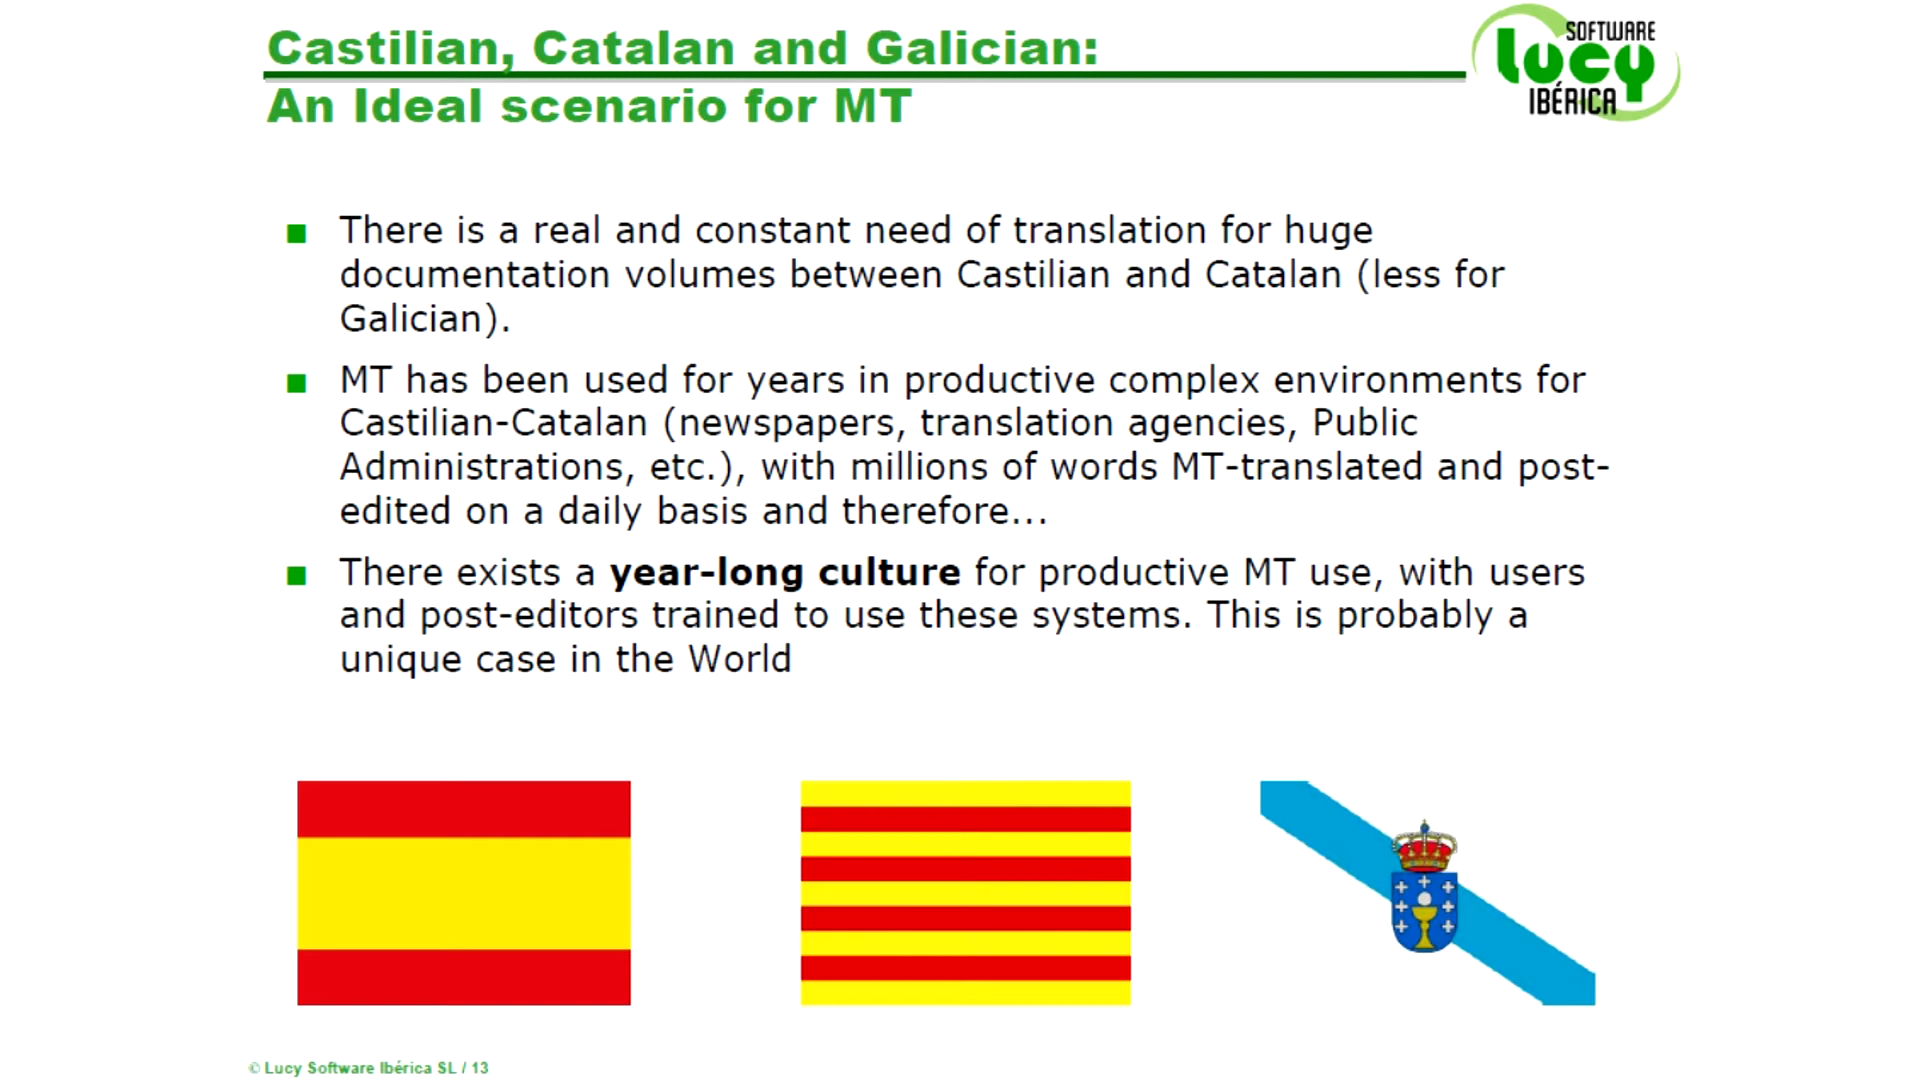 Castilian, Catalan and Galician:
An Ideal scenario for MT
SOFTWARE
Lucy
IBÉRICA
■ There is a real and constant need of translation for huge
documentation volumes between Castilian and Catalan (less for
Galician).
■ MT has been used for years in productive complex environments for
Castilian-Catalan (newspapers, translation agencies, Public
Administrations, etc.), with millions of words MT-translated and post-
edited on a daily basis and therefore...
■ There exists a year-long culture for productive MT use, with users
and post-editors trained to use these systems. This is probably a
unique case in the World
© Lucy Software Ibérica SL / 13